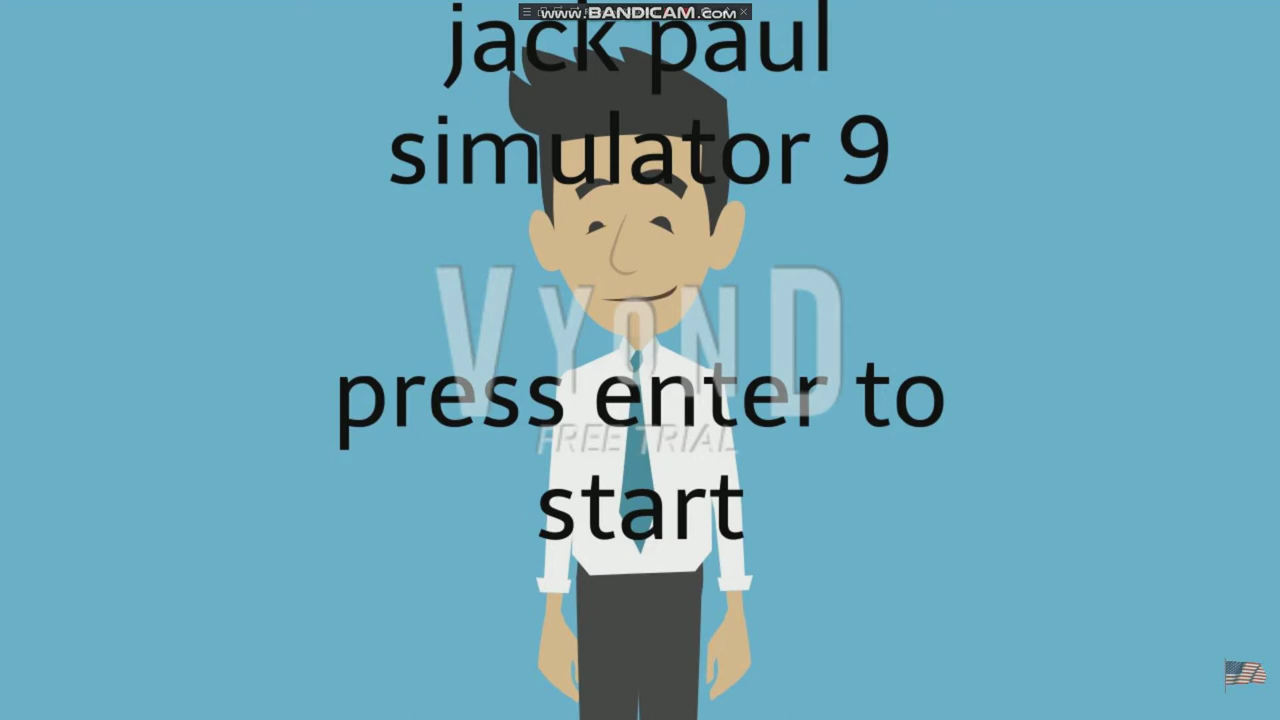 www.BANDICAM.com
jack paul
simulator 9
VYOND
press enter to
FREE TRIAL
start